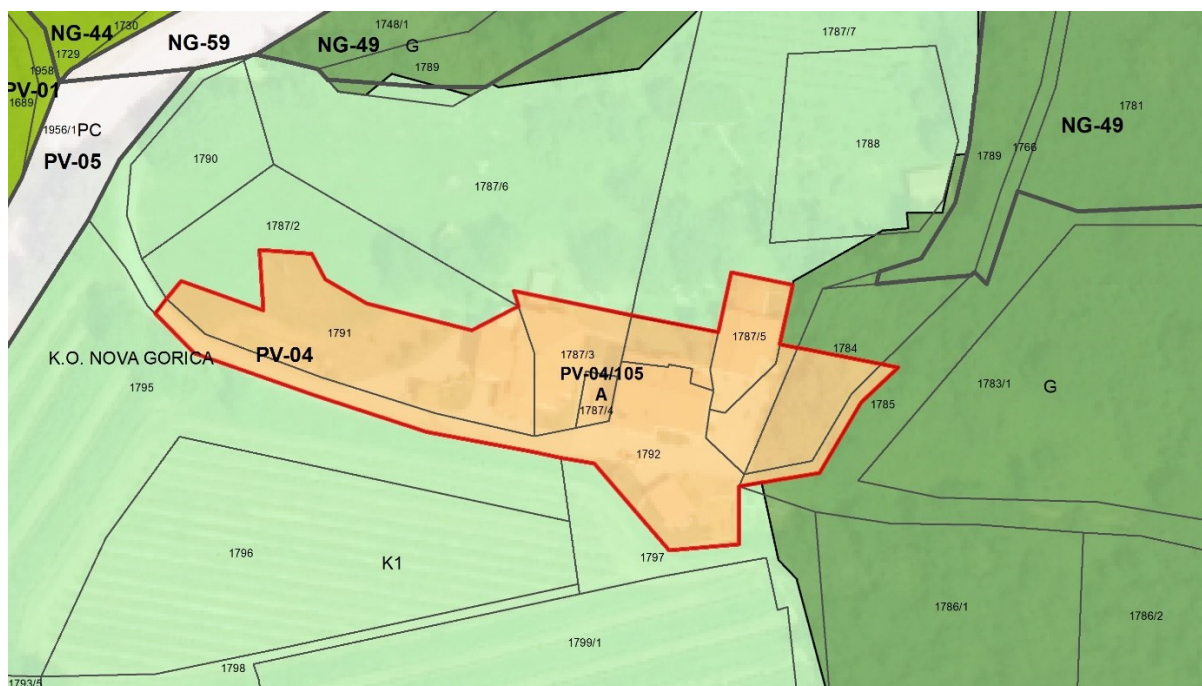 1730
1748/1
NG-44
NG-59
NG-49
G
1787/7
1729
1789
1958
PV-01
1689
1781
NG-49
1956/1
PC
PV-05
1788
1789
1766
1790
1787/6
1787/2
1791
1787/5
1784
PV-04
1787/3
K.O. NOVA GORICA
PV-04/105
A
1795
1783/1
G
1787/4
1785
1792
1796
K1
1797
1786/1
1786/2
1799/1
1798
1793/5